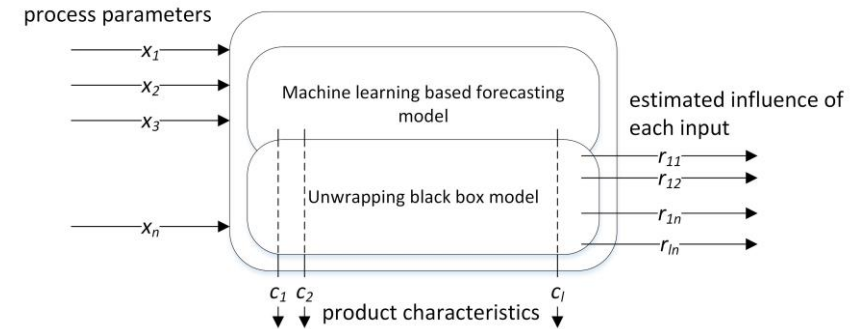 process parameters
x1
x2
x3
xn
Machine learning based forecasting
model
Unwrapping black box model
estimated influence of
each input
r11
r12
r1n
rln
c1 c2 cl
product characteristics